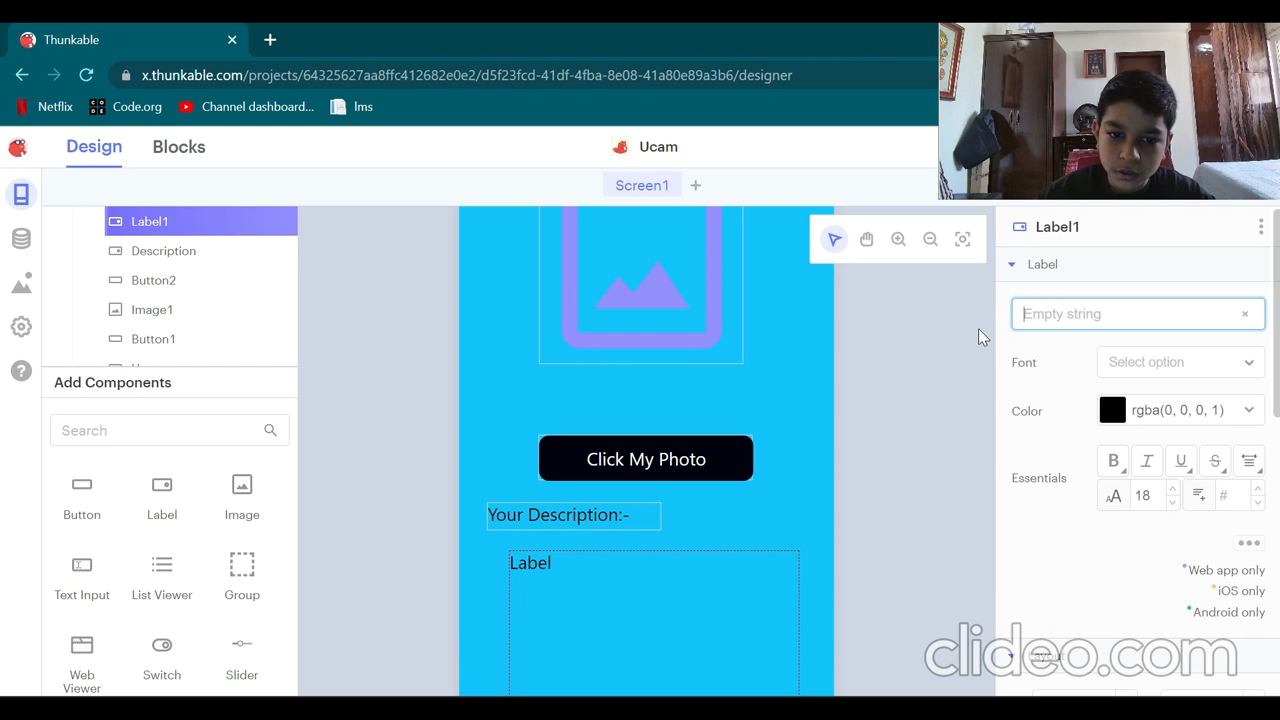 Thunkable
x.thunkable.com/projects/64325627aa8ffc412682e0e2/d5f23fcd-41df-4fba-8e08-41a80e89a3b6/designer
Netflix
CODE
Code.org
Channel dashboard...
lms
Design
Blocks
Ucam
Screen1 +
Label1
Description
Button2
Image1
Button1
Add Components
Search
Button
Label
Image
Text Input
List Viewer
Group
Web Viewer
Switch
Slider
Click My Photo
Your Description:-
Label
Label1
Label
Empty string
Font
Select option
Color
rgba(0, 0, 0, 1)
Essentials
B I U S
AA 18 #
Web app only
iOS only
Android only
Layout
clideo.com